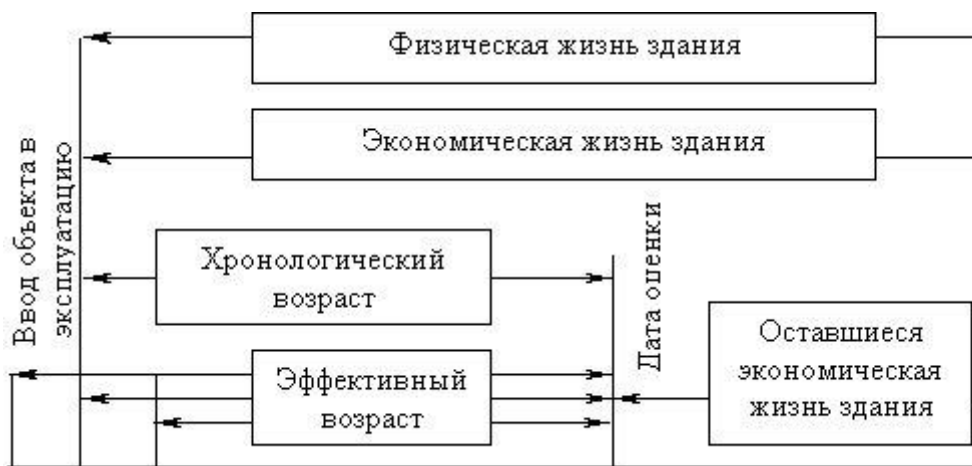 Физическая жизнь здания
Экономическая жизнь здания
Ввод объекта в
эксплуатацию
Хронологический
возраст
Дата оценки
Эффективный
возраст
Оставшиеся
экономическая
жизнь здания